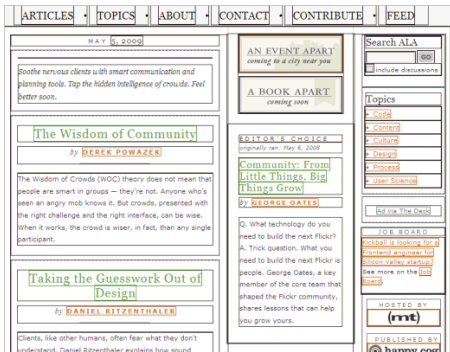 ARTICLES • TOPICS • ABOUT • CONTACT • CONTRIBUTE • FEED
MAY 5, 2009
Soothe nervous clients with smart communication and
planning tools. Tap the hidden intelligence of crowds. Feel
better soon.
The Wisdom of Community
by DEREK POWAZEK
The Wisdom of Crowds (WOC) theory does not mean that
people are smart in groups — they're not. Anyone who's
seen an angry mob knows it. But crowds, presented with
the right challenge and the right interface, can be wise.
When it works, the crowd is wiser, in fact, than any single
participant.
Taking the Guesswork Out of
Design
by DANIEL RITZENTHALER
Clients, like other humans, often fear what they don't
understand. Daniel Ritzenthaler explains how sound
AN EVENT APART
coming to a city near you
A BOOK APART
coming soon
EDITOR'S CHOICE
originally ran: May 6, 2008
Community: From
Little Things, Big
Things Grow
by GEORGE OATES
Q. What technology do you
need to build the next Flickr?
A. Trick question. What you
need to build the next Flickr is
people. George Oates, a key
member of the core team that
shaped the Flickr community,
shares lessons that can help
you grow yours.
Search ALA
GO
include discussions
Topics
• Code
• Content
• Culture
• Design
• Process
• User Science
Ad via The Deck
JOB BOARD
Kickball is looking for a
Frontend engineer for
Silicon Valley startup.
See more on the Job
Board.
HOSTED BY
(mt)
PUBLISHED BY
happy cog